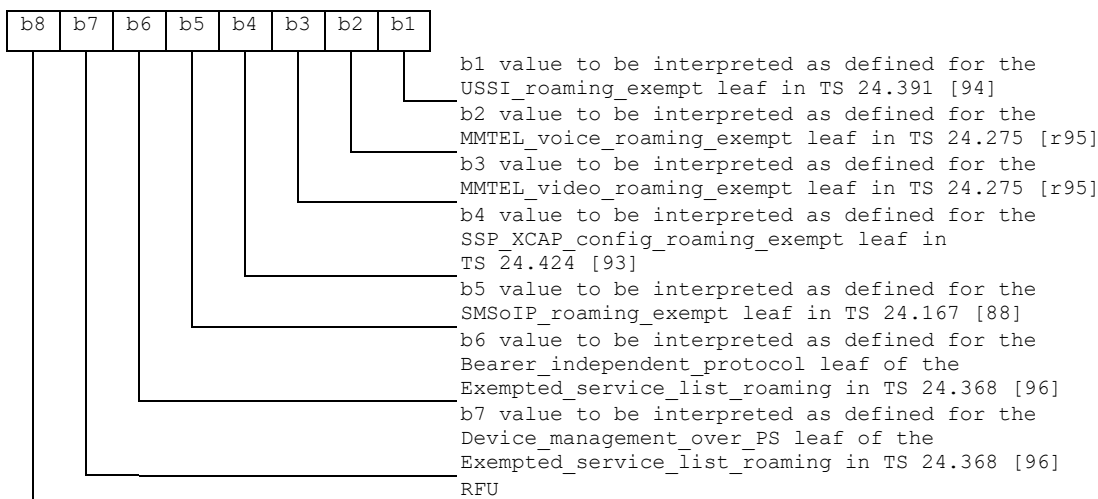 b8 b7 b6 b5 b4 b3 b2 b1
b1 value to be interpreted as defined for the
USSI_roaming_exempt leaf in TS 24.391 [94]
b2 value to be interpreted as defined for the
MMTEL_voice_roaming_exempt leaf in TS 24.275 [r95]
b3 value to be interpreted as defined for the
MMTEL_video_roaming_exempt leaf in TS 24.275 [r95]
b4 value to be interpreted as defined for the
SSP_XCAP_config_roaming_exempt leaf in
TS 24.424 [93]
b5 value to be interpreted as defined for the
SMSoIP_roaming_exempt leaf in TS 24.167 [88]
b6 value to be interpreted as defined for the
Bearer_independent_protocol leaf of the
Exempted_service_list_roaming in TS 24.368 [96]
b7 value to be interpreted as defined for the
Device_management_over_PS leaf of the
Exempted_service_list_roaming in TS 24.368 [96]
RFU